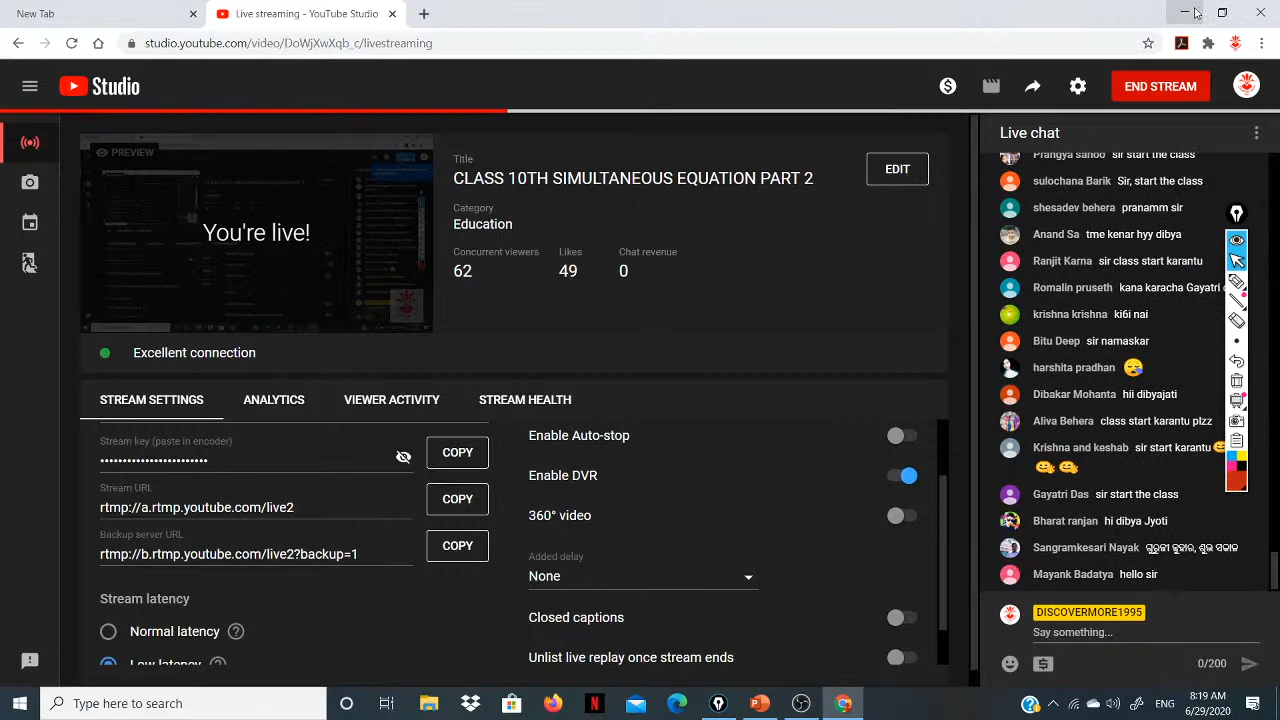 New Tab
Live streaming - YouTube Studio
studio.youtube.com/video/DoWjXwXqb_c/livestreaming
Studio
END STREAM
PREVIEW
You're live!
Title
CLASS 10TH SIMULTANEOUS EQUATION PART 2
EDIT
Category
Education
Concurrent viewers
Likes
Chat revenue
62
49
0
Excellent connection
STREAM SETTINGS
ANALYTICS
VIEWER ACTIVITY
STREAM HEALTH
Stream key (paste in encoder)
COPY
Stream URL
rtmp://a.rtmp.youtube.com/live2
COPY
Backup server URL
rtmp://b.rtmp.youtube.com/live2?backup=1
COPY
Stream latency
Normal latency
Low latency
Enable Auto-stop
Enable DVR
360° video
Added delay
None
Closed captions
Unlist live replay once stream ends
Live chat
Prangya sahoo sir start the class
sulochana Barik Sir, start the class
shesadev behera pranamm sir
Anand Sa tme kenar hyy dibya
Ranjit Karna sir class start karantu
Romalin pruseth kana karacha Gayatri
krishna krishna ki6i nai
Bitu Deep sir namaskar
harshita pradhan 😪
Dibakar Mohanta hii dibyajati
Aliva Behera class start karantu plzz
Krishna and keshab sir start karantu
Gayatri Das sir start the class
Bharat ranjan hi dibya Jyoti
Sangramkesari Nayak ଗୁରୁଜୀ ଜୁହାର, ଶୁଭ ସକାଳ
Mayank Badatya hello sir
DISCOVERMORE1995
Say something...
0/200
Type here to search
ENG
8:19 AM
6/29/2020